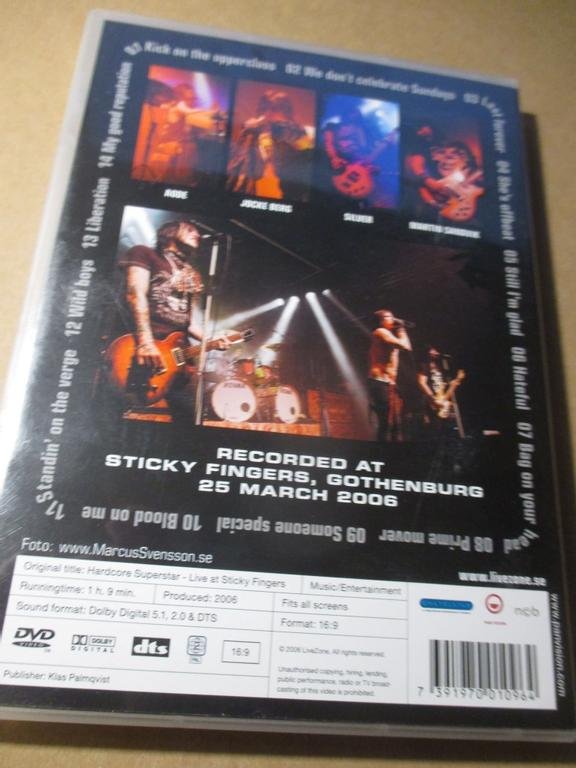 01 Kick on the upperclass 02 We don't celebrate Sundays 03 Last forever 04 She's offbeat 05 Still I'm glad 06 Hateful 07 Bag on your head 08 Prime mover 09 Someone special 10 Blood on me 11 Standin' on the verge 12 Wild boys 13 Liberation 14 My good reputation
ADDE
JOCKE BERG
SILVER
MARTIN SANDVIK
TAMA
RECORDED AT
STICKY FINGERS, GOTHENBURG
25 MARCH 2006
Foto: www.MarcusSvensson.se
www.livezone.se
www.panvision.com
Original title: Hardcore Superstar - Live at Sticky Fingers
Music/Entertainment
Runningtime: 1 h. 9 min.
Produced: 2006
Fits all screens
Sound format: Dolby Digital 5.1, 2.0 & DTS
Format: 16:9
DVD
VIDEO
DOLBY
DIGITAL
dts
PAL
16:9
© 2006 LiveZone, All rights reserved.
Unauthorised copying, hiring, lending, public performance, radio or TV broadcasting of this video is prohibited.
ncb
Publisher: Klas Palmqvist
7 391970 010964